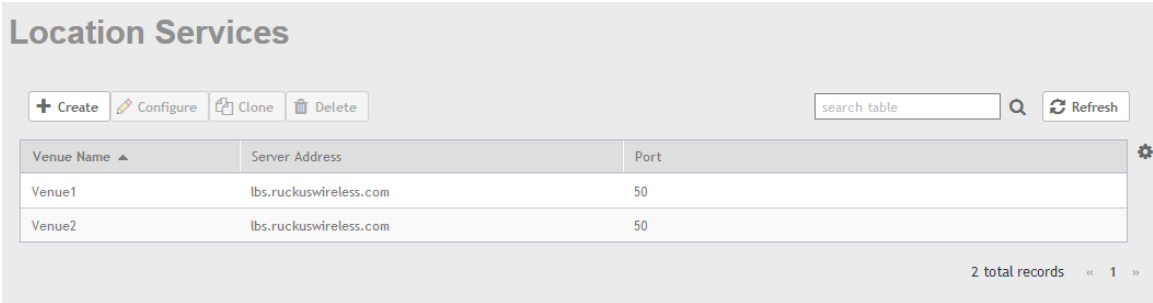 Location Services
Create Configure Clone Delete search table Refresh
Venue Name Server Address Port
Venue1 lbs.ruckuswireless.com 50
Venue2 lbs.ruckuswireless.com 50
2 total records « 1 »